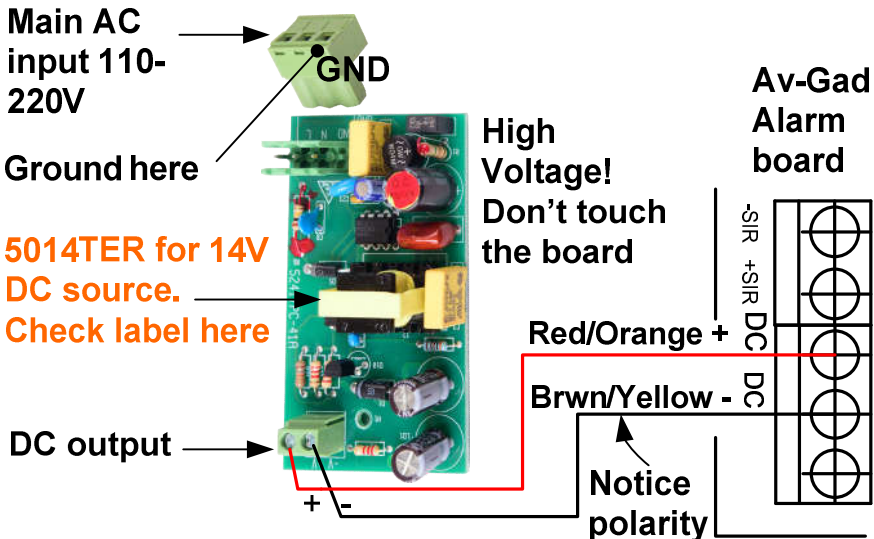 Main AC
input 110-
220V
GND
Ground here
High
Voltage!
Don't touch
the board
Av-Gad
Alarm
board
5014TER for 14V
DC source.
Check label here
-SIR
+SIR
Red/Orange +
DC
Brwn/Yellow -
DC
DC output
+ -
Notice
polarity
L N